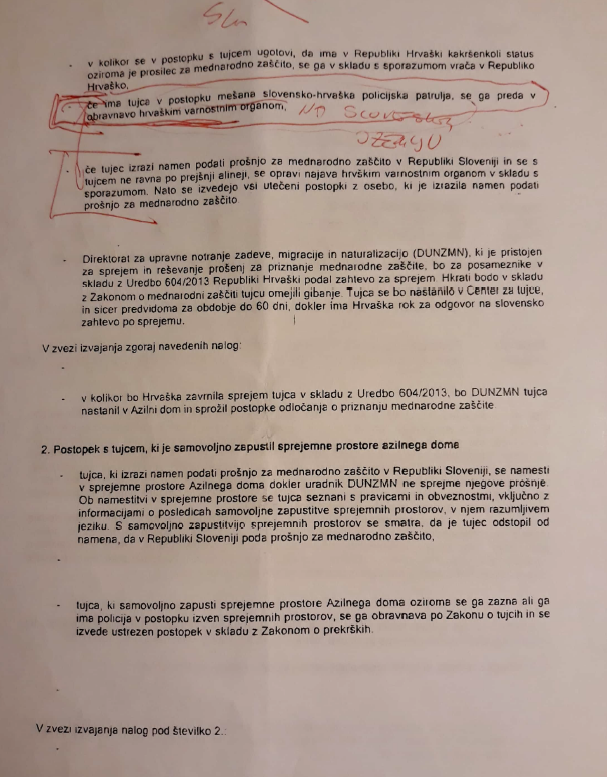 - v kolikor se v postopku s tujcem ugotovi, da ima v Republiki Hrvaški kakršenkoli status
oziroma je prosilec za mednarodno zaščito, se ga v skladu s sporazumom vrača v Republiko
Hrvaško,
če ima tujca v postopku mešana slovensko-hrvaška policijska patrulja, se ga preda v
obravnavo hrvaškim varnostnim organom,
- če tujec izrazi namen podati prošnjo za mednarodno zaščito v Republiki Sloveniji in se s
tujcem ne ravna po prejšnji alineji, se opravi najava hrvškim varnostnim organom v skladu s
sporazumom. Nato se izvedejo vsi utečeni postopki z osebo, ki je izrazila namen podati
prošnjo za mednarodno zaščito
- Direktorat za upravne notranje zadeve, migracije in naturalizacijo (DUNZMN), ki je pristojen
za sprejem in reševanje prošenj za priznanje mednarodne zaščite, bo za posameznike v
skladu z Uredbo 604/2013 Republiki Hrvaški podal zahtevo za sprejem. Hkrati bodo v skladu
z Zakonom o mednarodni zaščiti tujcu omejili gibanje. Tujca se bo nastanilo v Center za tujce,
in sicer predvidoma za obdobje do 60 dni, dokler ima Hrvaška rok za odgovor na slovensko
zahtevo po sprejemu.
V zvezi izvajanja zgoraj navedenih nalog:
-
- v kolikor bo Hrvaška zavrnila sprejem tujca v skladu z Uredbo 604/2013, bo DUNZMN tujca
nastanil v Azilni dom in sprožil postopke odločanja o priznanju mednarodne zaščite
2. Postopek s tujcem, ki je samovoljno zapustil sprejemne prostore azilnega doma
- tujca, ki izrazi namen podati prošnjo za mednarodno zaščito v Republiki Sloveniji, se namesti
v sprejemne prostore Azilnega doma dokler uradnik DUNZMN ne sprejme njegove prošnje.
Ob namestitvi v sprejemne prostore se tujca seznani s pravicami in obveznostmi, vključno z
informacijami o posledicah samovoljne zapustitve sprejemnih prostorov, v njem razumljivem
jeziku. S samovoljno zapustitvijo sprejemnih prostorov se smatra, da je tujec odstopil od
namena, da v Republiki Sloveniji poda prošnjo za mednarodno zaščito,
-
- tujca, ki samovoljno zapusti sprejemne prostore Azilnega doma oziroma se ga zazna ali ga
ima policija v postopku izven sprejemnih prostorov, se ga obravnava po Zakonu o tujcih in se
izvede ustrezen postopek v skladu z Zakonom o prekrških.
-
V zvezi izvajanja nalog pod številko 2.:
-